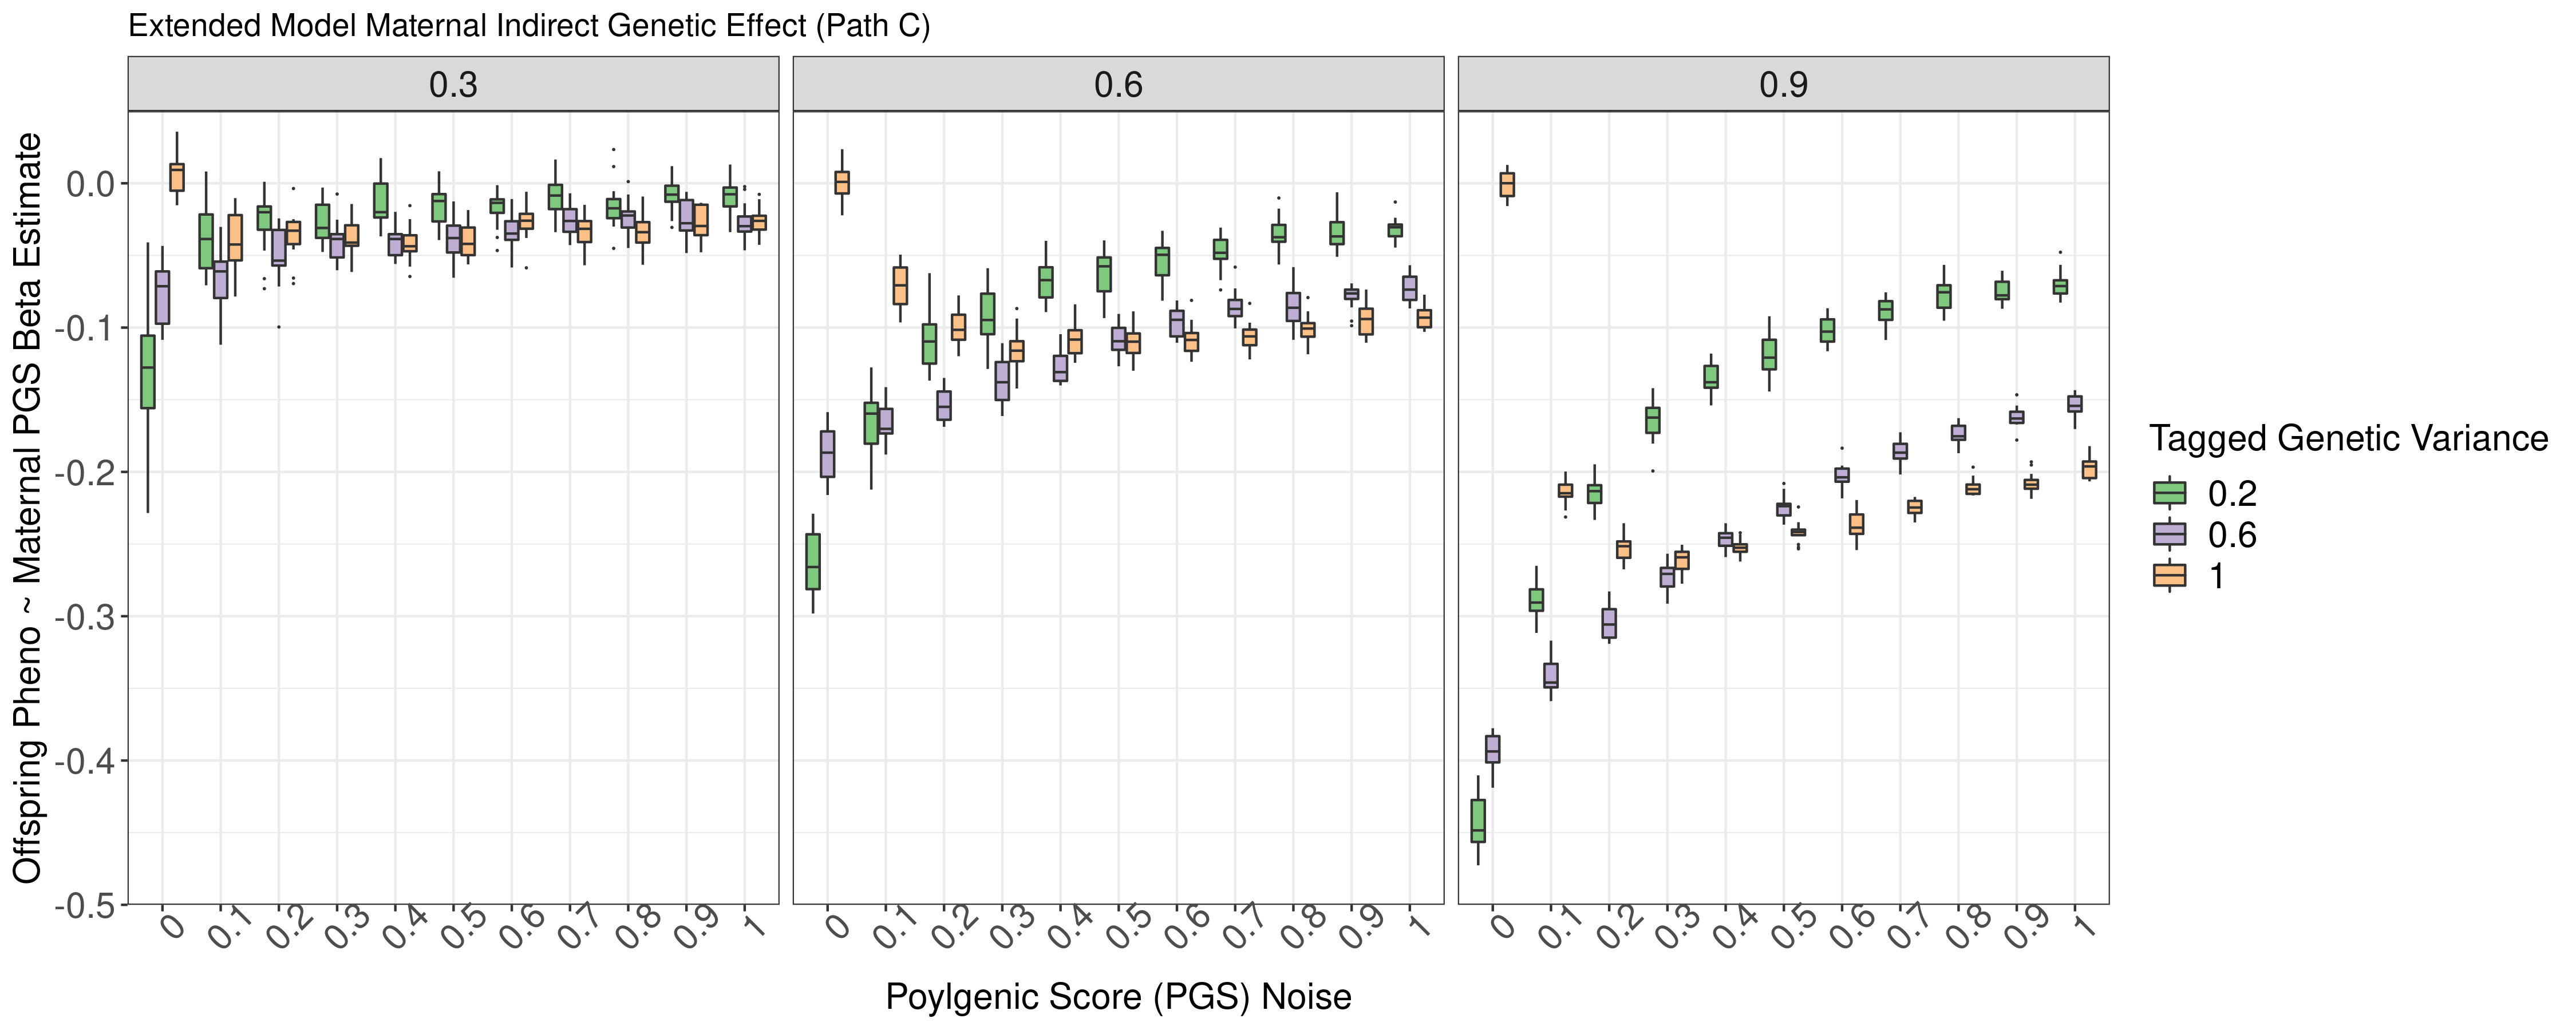 Extended Model Maternal Indirect Genetic Effect (Path C)
0.3 0.6 0.9
Offspring Pheno ~ Maternal PGS Beta Estimate
0.0
-0.1
-0.2
-0.3
-0.4
-0.5
0 0.1 0.2 0.3 0.4 0.5 0.6 0.7 0.8 0.9 1 0 0.1 0.2 0.3 0.4 0.5 0.6 0.7 0.8 0.9 1 0 0.1 0.2 0.3 0.4 0.5 0.6 0.7 0.8 0.9 1
Poylgenic Score (PGS) Noise
Tagged Genetic Variance
0.2
0.6
1